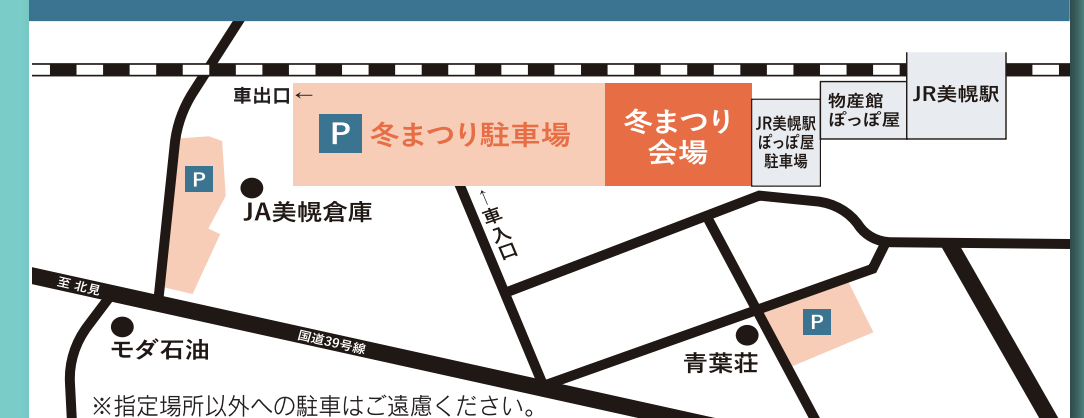 車出口←
P 冬まつり駐車場
冬まつり
会場
JR美幌駅
ぽっぽ屋
駐車場
物産館
ぽっぽ屋
JR美幌駅
P
JA美幌倉庫
←車入口
至 北見
モダ石油
国道39号線
青葉荘
P
※指定場所以外への駐車はご遠慮ください。